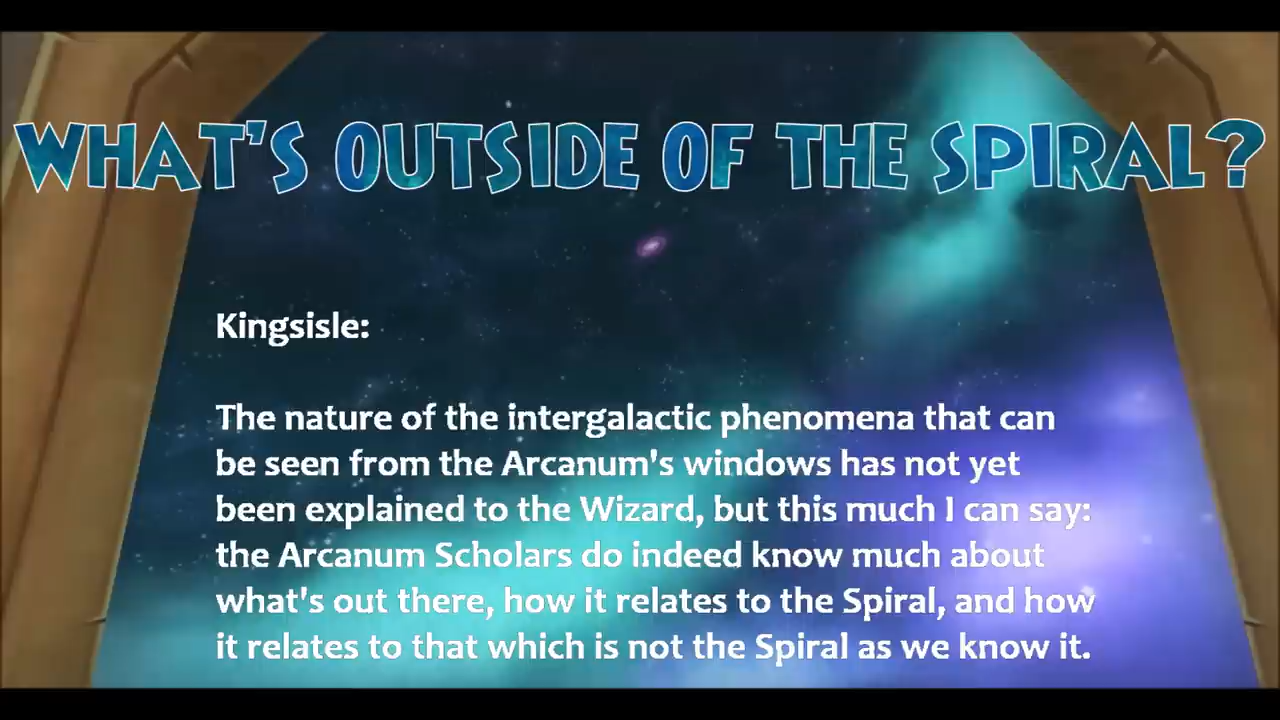 WHAT'S OUTSIDE OF THE SPIRAL?
Kingsisle:
The nature of the intergalactic phenomena that can
be seen from the Arcanum's windows has not yet
been explained to the Wizard, but this much I can say:
the Arcanum Scholars do indeed know much about
what's out there, how it relates to the Spiral, and how
it relates to that which is not the Spiral as we know it.